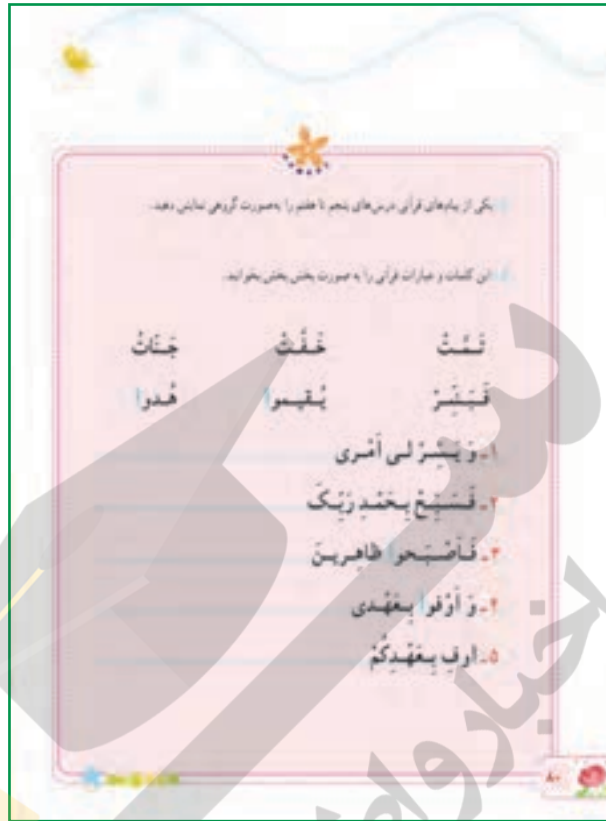 یکی از پیام‌های قرآنی درس‌های پنجم تا هفتم را به‌صورت گروهی نمایش دهید.
این کلمات و عبارات قرآنی را به صورت بخش بخش بخوانید.
تَمَّتْ خَفَّتْ جَنّاتُ
فَبَشِّرْ یُقیموا هُدوا
۱ـ وَ یَسِّرْ لی اَمْری
۲ـ فَسَبِّحْ بِحَمْدِ رَبِّکَ
۳ـ فَاَصْبَحوا ظاهِرینَ
۴ـ وَ اَوْفوا بِعَهْدی
۵ـ اوفِ بِعَهْدِکُمْ
۸۰